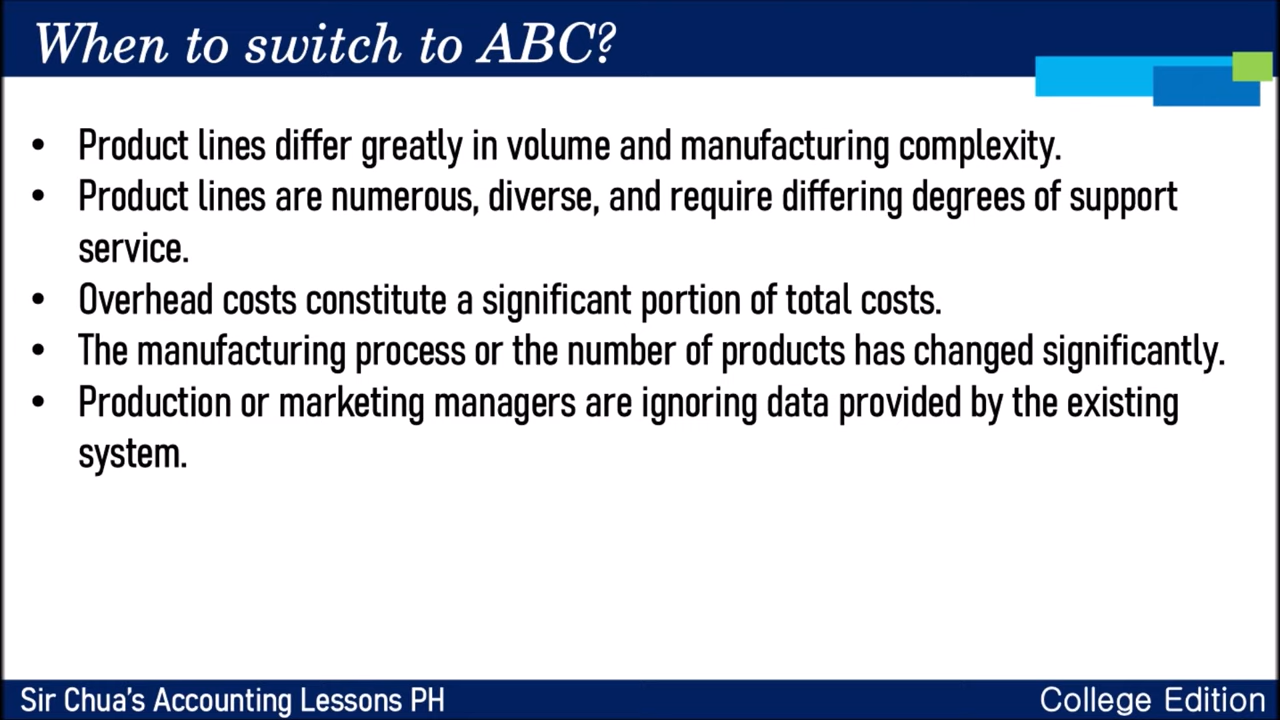 When to switch to ABC?
• Product lines differ greatly in volume and manufacturing complexity.
• Product lines are numerous, diverse, and require differing degrees of support
service.
• Overhead costs constitute a significant portion of total costs.
• The manufacturing process or the number of products has changed significantly.
• Production or marketing managers are ignoring data provided by the existing
system.
Sir Chua's Accounting Lessons PH
College Edition